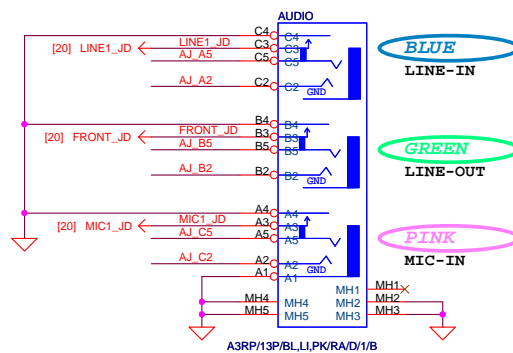 AUDIO
C4 C4
[20] LINE1_JD LINE1_JD C3 C3
AJ_A5 C5 C5
AJ_A2 C2 C2
GND
BLUE
LINE-IN
B4 B4
[20] FRONT_JD FRONT_JD B3 B3
AJ_B5 B5 B5
AJ_B2 B2 B2
GND
GREEN
LINE-OUT
A4 A4
[20] MIC1_JD MIC1_JD A3 A3
AJ_C5 A5 A5
AJ_C2 A2 A2
GND
A1 A1
PINK
MIC-IN
MH1 MH1
MH4 MH4 MH2 MH2
MH5 MH5 MH3 MH3
A3RP/13P/BL,LI,PK/RA/D/1/B